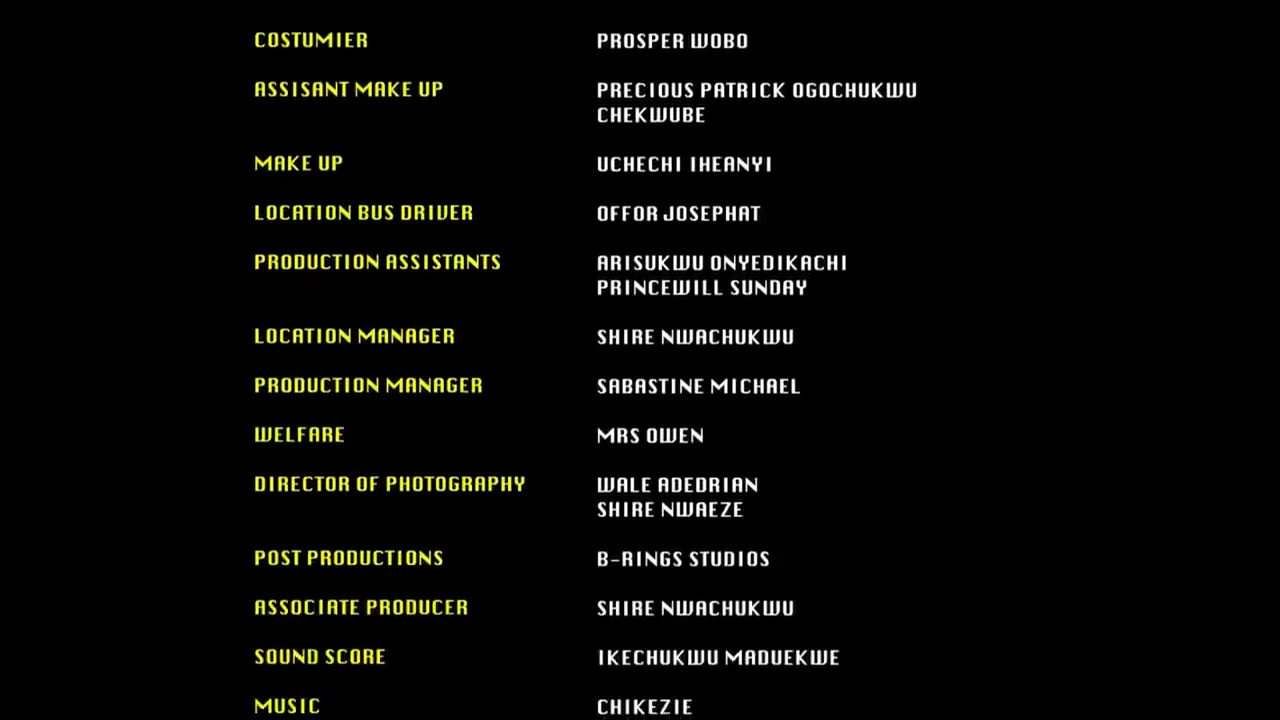 COSTUMIER PROSPER WOBO
ASSISANT MAKE UP PRECIOUS PATRICK OGOCHUKWU
CHEKWUBE
MAKE UP UCHECHI IHEANYI
LOCATION BUS DRIVER OFFOR JOSEPHAT
PRODUCTION ASSISTANTS ARISUKWU ONYEDIKACHI
PRINCEWILL SUNDAY
LOCATION MANAGER SHIRE NWACHUKWU
PRODUCTION MANAGER SABASTINE MICHAEL
WELFARE MRS OWEN
DIRECTOR OF PHOTOGRAPHY WALE ADEDRIAN
SHIRE NWAEZE
POST PRODUCTIONS B-RINGS STUDIOS
ASSOCIATE PRODUCER SHIRE NWACHUKWU
SOUND SCORE IKECHUKWU MADUEKWE
MUSIC CHIKEZIE